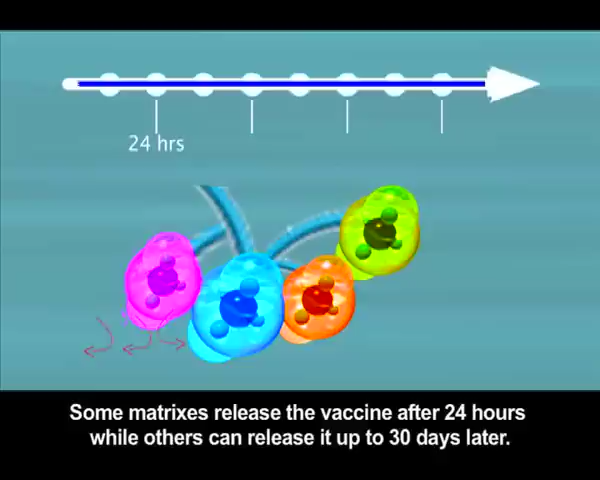 24 hrs
Some matrixes release the vaccine after 24 hours
while others can release it up to 30 days later.